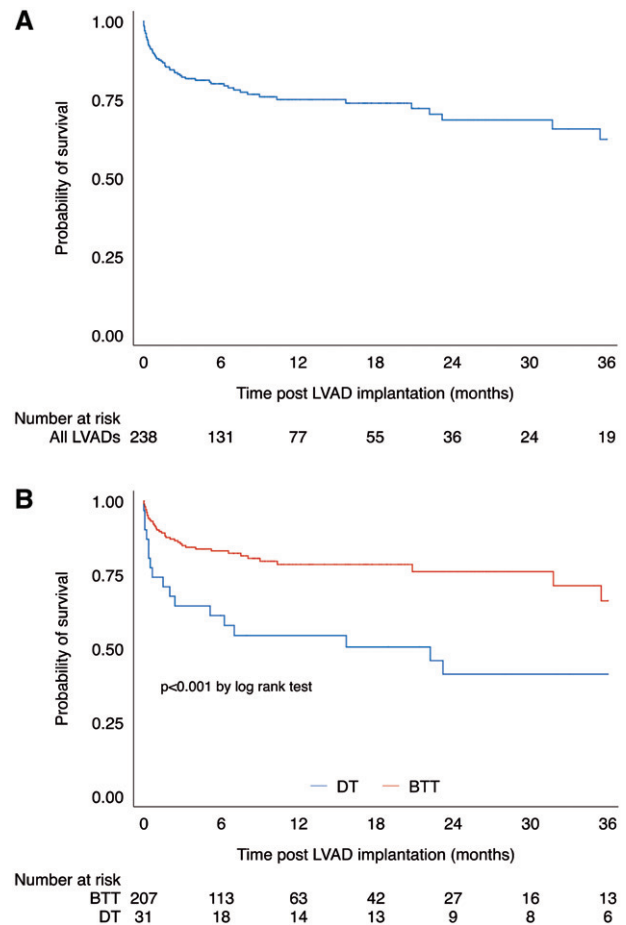 A
1.00
0.75
0.50
0.25
0.00
Probability of survival
0 6 12 18 24 30 36
Time post LVAD implantation (months)
Number at risk
All LVADs 238 131 77 55 36 24 19
B
1.00
0.75
0.50
0.25
0.00
Probability of survival
p<0.001 by log rank test
DT BTT
0 6 12 18 24 30 36
Time post LVAD implantation (months)
Number at risk
BTT 207 113 63 42 27 16 13
DT 31 18 14 13 9 8 6